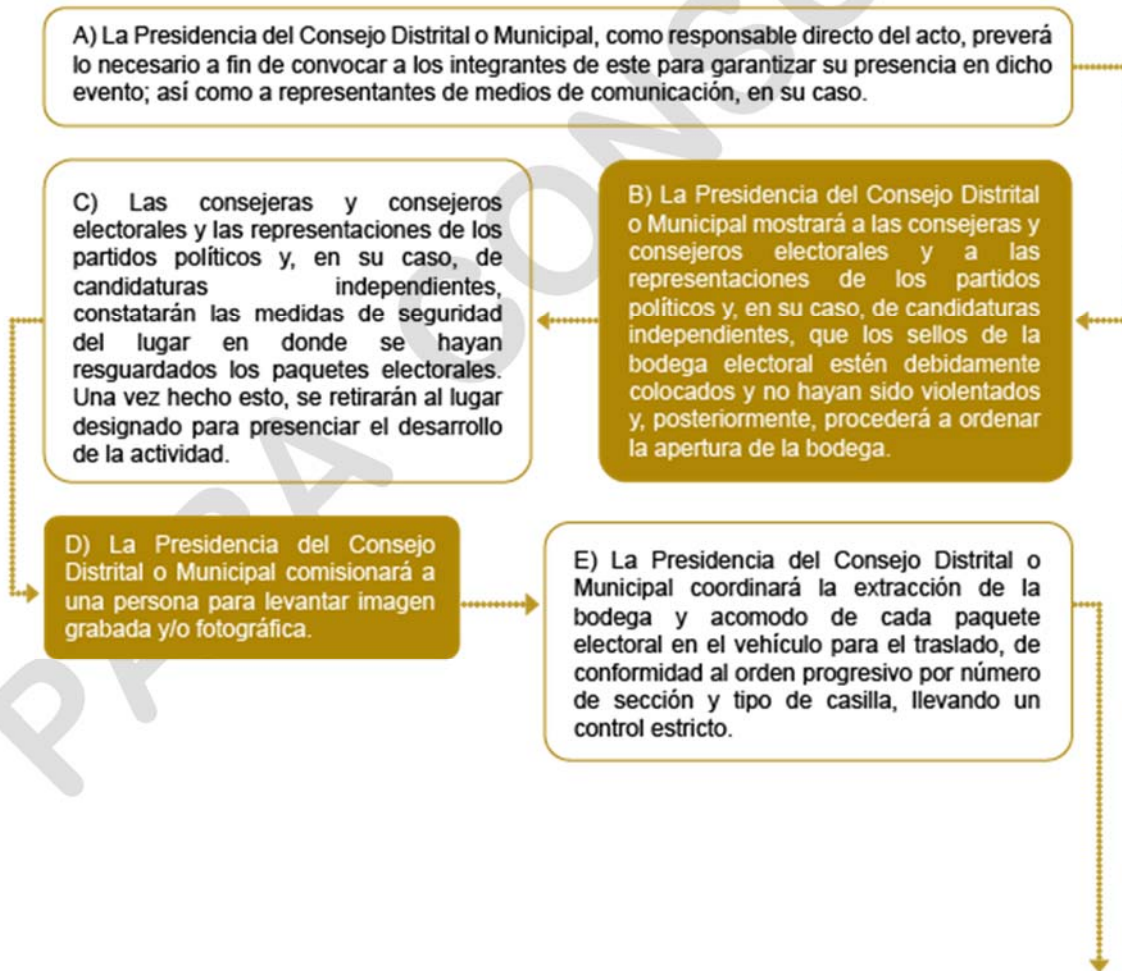 A) La Presidencia del Consejo Distrital o Municipal, como responsable directo del acto, preverá
lo necesario a fin de convocar a los integrantes de este para garantizar su presencia en dicho
evento; así como a representantes de medios de comunicación, en su caso.
B) La Presidencia del Consejo Distrital
o Municipal mostrará a las consejeras y
consejeros electorales y a las
representaciones de los partidos
políticos y, en su caso, de candidaturas
independientes, que los sellos de la
bodega electoral estén debidamente
colocados y no hayan sido violentados
y, posteriormente, procederá a ordenar
la apertura de la bodega.
C) Las consejeras y consejeros
electorales y las representaciones de los
partidos políticos y, en su caso, de
candidaturas independientes,
constatarán las medidas de seguridad
del lugar en donde se hayan
resguardados los paquetes electorales.
Una vez hecho esto, se retirarán al lugar
designado para presenciar el desarrollo
de la actividad.
D) La Presidencia del Consejo
Distrital o Municipal comisionará a
una persona para levantar imagen
grabada y/o fotográfica.
E) La Presidencia del Consejo Distrital o
Municipal coordinará la extracción de la
bodega y acomodo de cada paquete
electoral en el vehículo para el traslado, de
conformidad al orden progresivo por número
de sección y tipo de casilla, llevando un
control estricto.
PARA CONS